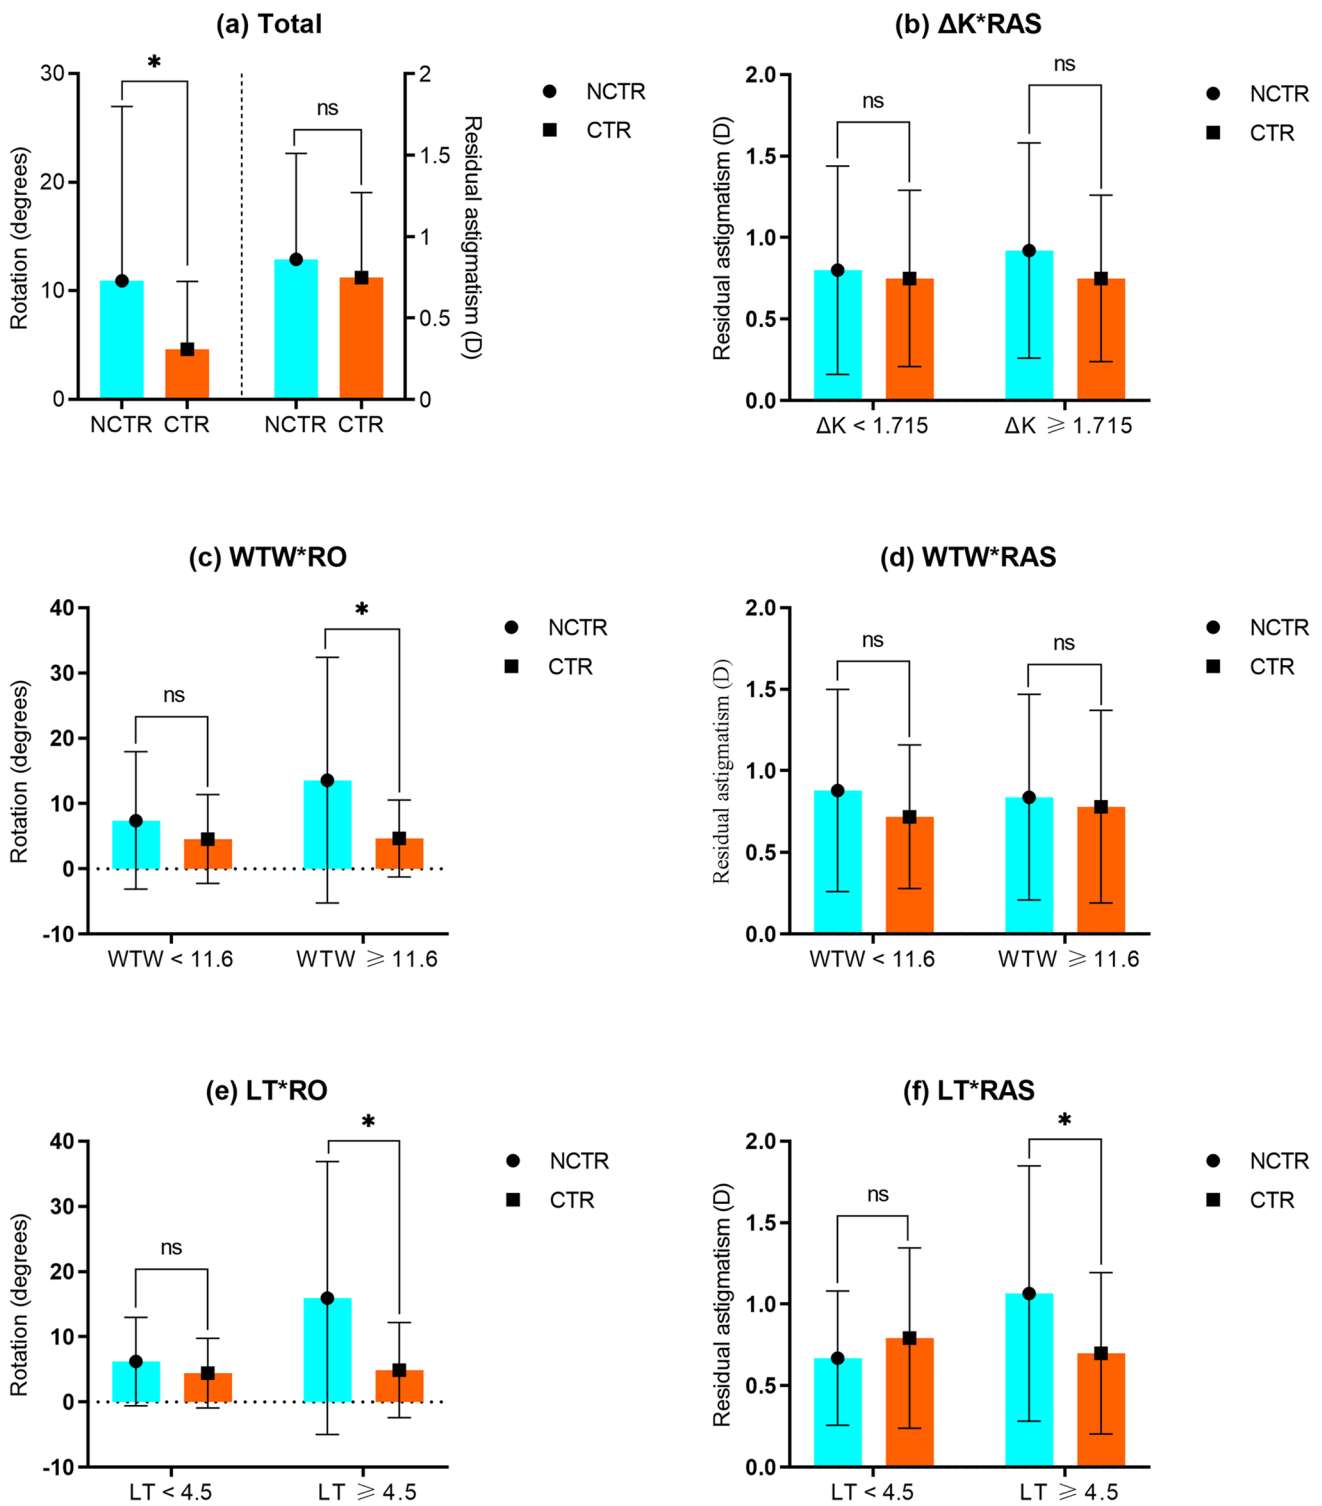 (a) Total
*
ns
30
20
10
0
Rotation (degrees)
2
1.5
1
0.5
0
Residual astigmatism (D)
NCTR CTR NCTR CTR
NCTR
CTR
(b) ΔK*RAS
ns
ns
2.0
1.5
1.0
0.5
0.0
Residual astigmatism (D)
ΔK < 1.715 ΔK ⩾ 1.715
NCTR
CTR
(c) WTW*RO
ns
*
40
30
20
10
0
-10
Rotation (degrees)
WTW < 11.6 WTW ⩾ 11.6
NCTR
CTR
(d) WTW*RAS
ns
ns
2.0
1.5
1.0
0.5
0.0
Residual astigmatism (D)
WTW < 11.6 WTW ⩾ 11.6
NCTR
CTR
(e) LT*RO
ns
*
40
30
20
10
0
-10
Rotation (degrees)
LT < 4.5 LT ⩾ 4.5
NCTR
CTR
(f) LT*RAS
ns
*
2.0
1.5
1.0
0.5
0.0
Residual astigmatism (D)
LT < 4.5 LT ⩾ 4.5
NCTR
CTR